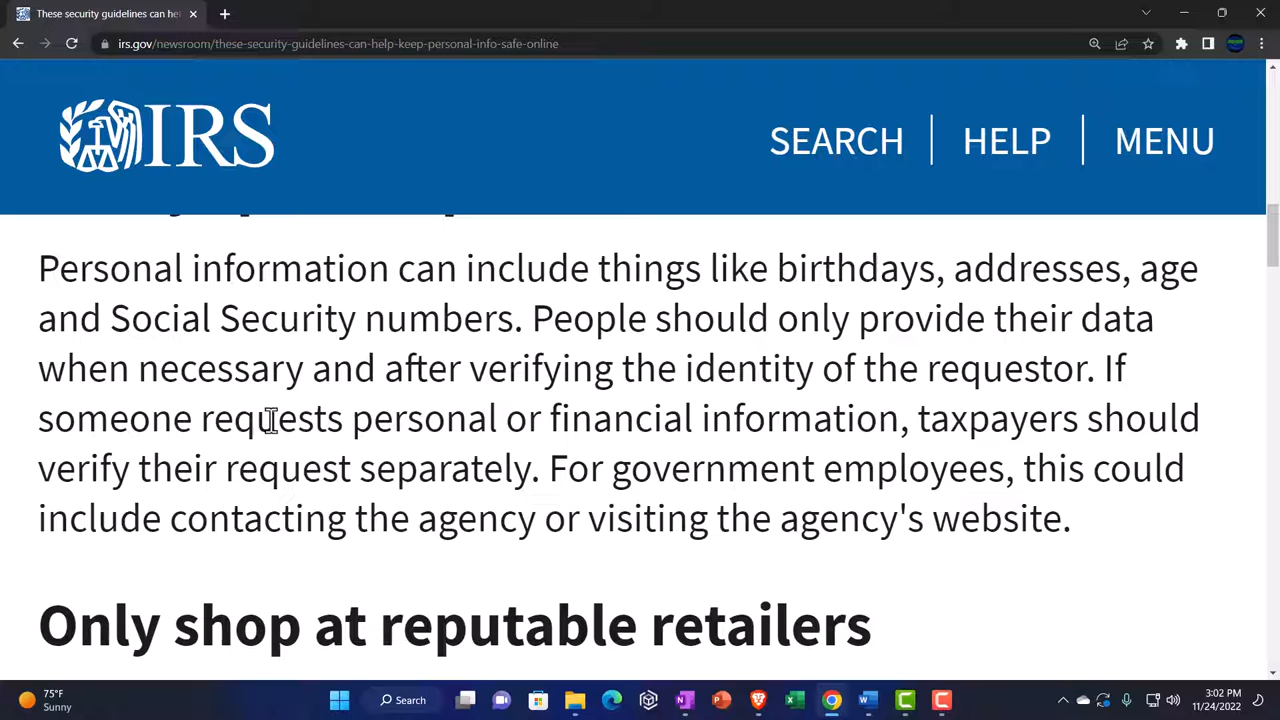 These security guidelines can he
irs.gov/newsroom/these-security-guidelines-can-help-keep-personal-info-safe-online
IRS
SEARCH
HELP
MENU
Personal information can include things like birthdays, addresses, age
and Social Security numbers. People should only provide their data
when necessary and after verifying the identity of the requestor. If
someone requests personal or financial information, taxpayers should
verify their request separately. For government employees, this could
include contacting the agency or visiting the agency's website.
Only shop at reputable retailers
75°F
Sunny
Search
3:02 PM
11/24/2022